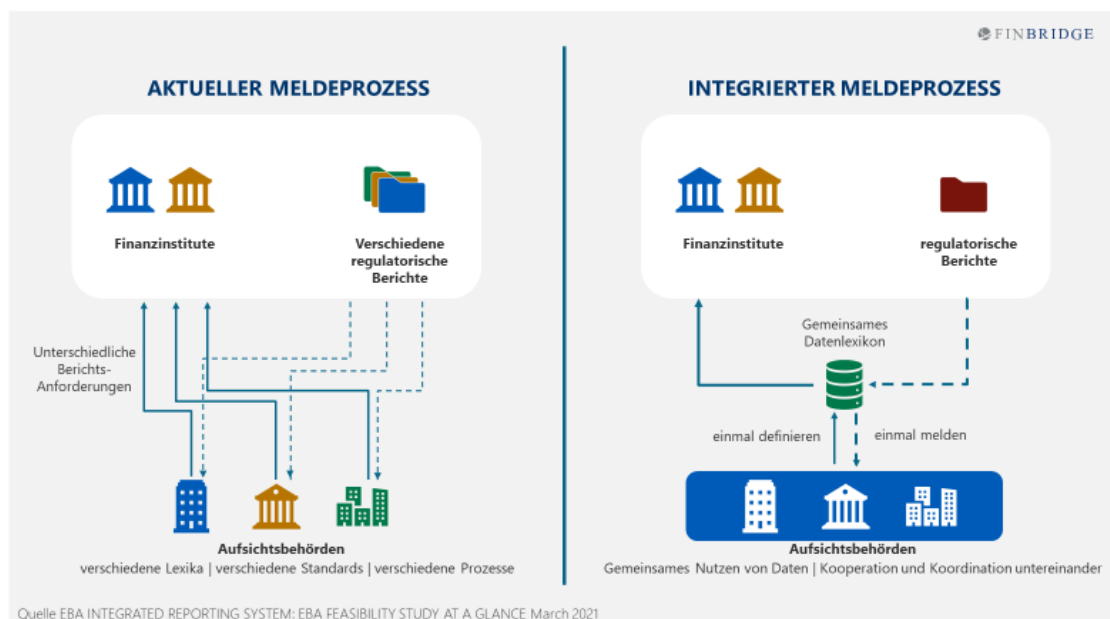 FINBRIDGE
AKTUELLER MELDEPROZESS
Finanzinstitute
Verschiedene
regulatorische
Berichte
Unterschiedliche
Berichts-
Anforderungen
Aufsichtsbehörden
verschiedene Lexika | verschiedene Standards | verschiedene Prozesse
INTEGRIERTER MELDEPROZESS
Finanzinstitute
regulatorische
Berichte
Gemeinsames
Datenlexikon
einmal definieren
einmal melden
Aufsichtsbehörden
Gemeinsames Nutzen von Daten | Kooperation und Koordination untereinander
Quelle EBA INTEGRATED REPORTING SYSTEM: EBA FEASIBILITY STUDY AT A GLANCE March 2021